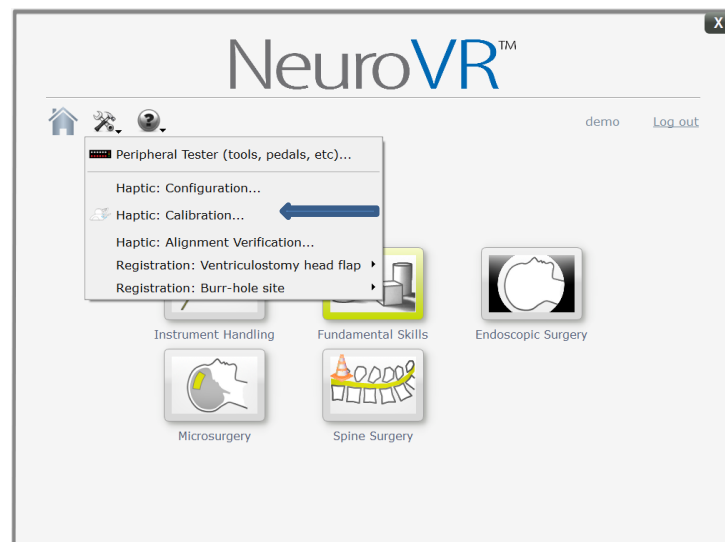 X
NeuroVR™
demo Log out
Peripheral Tester (tools, pedals, etc)...
Haptic: Configuration...
Haptic: Calibration...
Haptic: Alignment Verification...
Registration: Ventriculostomy head flap
Registration: Burr-hole site
Instrument Handling Fundamental Skills Endoscopic Surgery
Microsurgery Spine Surgery